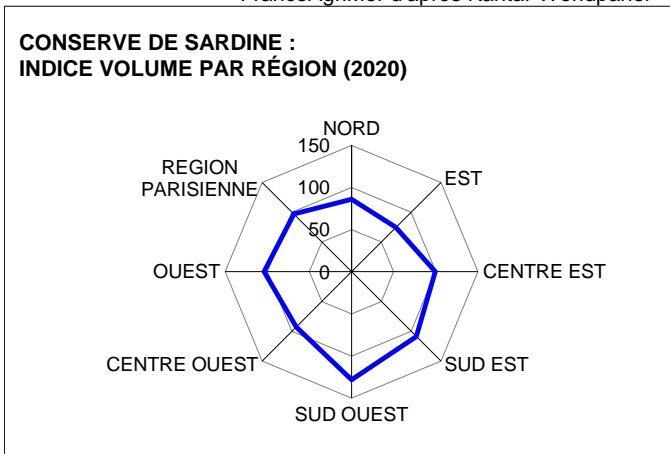 CONSERVE DE SARDINE :
INDICE VOLUME PAR RÉGION (2020)
NORD
150
REGION
PARISIENNE
EST
100
50
OUEST
0
CENTRE EST
CENTRE OUEST
SUD EST
SUD OUEST